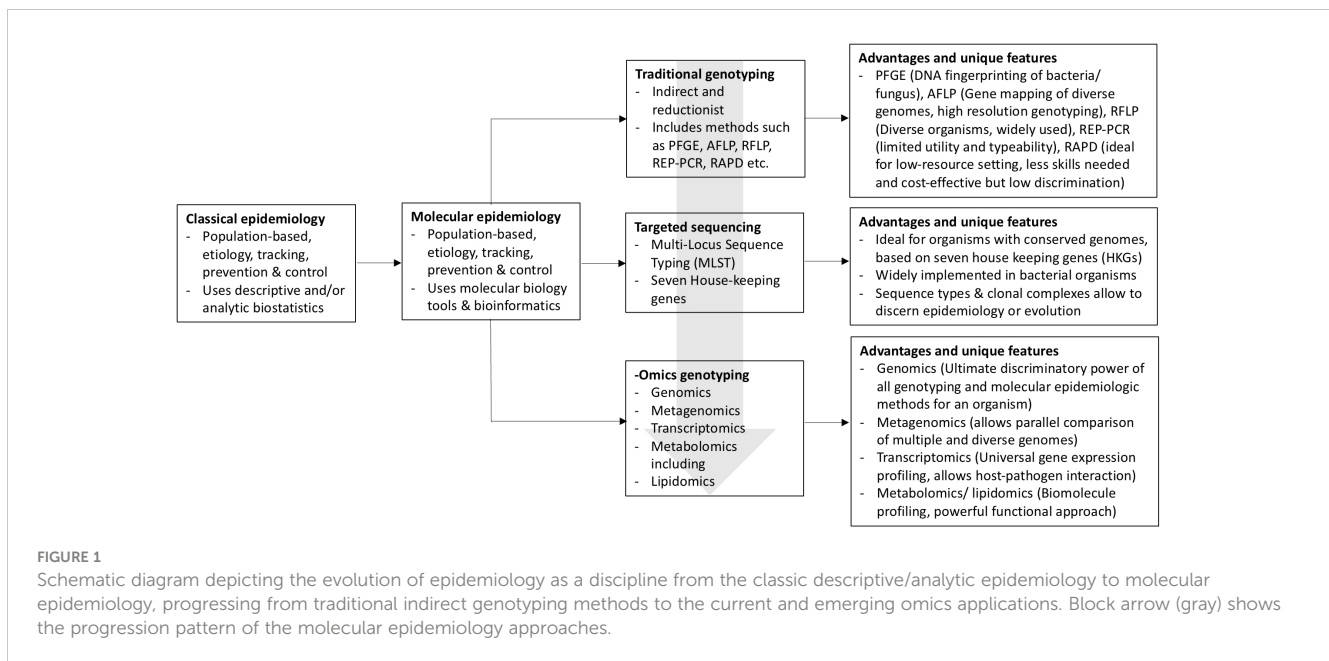 Classical epidemiology
- Population-based,
etiology, tracking,
prevention & control
- Uses descriptive and/or
analytic biostatistics
Molecular epidemiology
- Population-based,
etiology, tracking,
prevention & control
- Uses molecular biology
tools & bioinformatics
Traditional genotyping
- Indirect and
reductionist
- Includes methods such
as PFGE, AFLP, RFLP,
REP-PCR, RAPD etc.
Advantages and unique features
- PFGE (DNA fingerprinting of bacteria/
fungus), AFLP (Gene mapping of diverse
genomes, high resolution genotyping), RFLP
(Diverse organisms, widely used), REP-PCR
(limited utility and typeability), RAPD (ideal
for low-resource setting, less skills needed
and cost-effective but low discrimination)
Targeted sequencing
- Multi-Locus Sequence
Typing (MLST)
- Seven House-keeping
genes
Advantages and unique features
- Ideal for organisms with conserved genomes,
based on seven house keeping genes (HKGs)
- Widely implemented in bacterial organisms
- Sequence types & clonal complexes allow to
discern epidemiology or evolution
-Omics genotyping
- Genomics
- Metagenomics
- Transcriptomics
- Metabolomics
including
- Lipidomics
Advantages and unique features
- Genomics (Ultimate discriminatory power of
all genotyping and molecular epidemiologic
methods for an organism)
- Metagenomics (allows parallel comparison
of multiple and diverse genomes)
- Transcriptomics (Universal gene expression
profiling, allows host-pathogen interaction)
- Metabolomics/ lipidomics (Biomolecule
profiling, powerful functional approach)
FIGURE 1
Schematic diagram depicting the evolution of epidemiology as a discipline from the classic descriptive/analytic epidemiology to molecular
epidemiology, progressing from traditional indirect genotyping methods to the current and emerging omics applications. Block arrow (gray) shows
the progression pattern of the molecular epidemiology approaches.